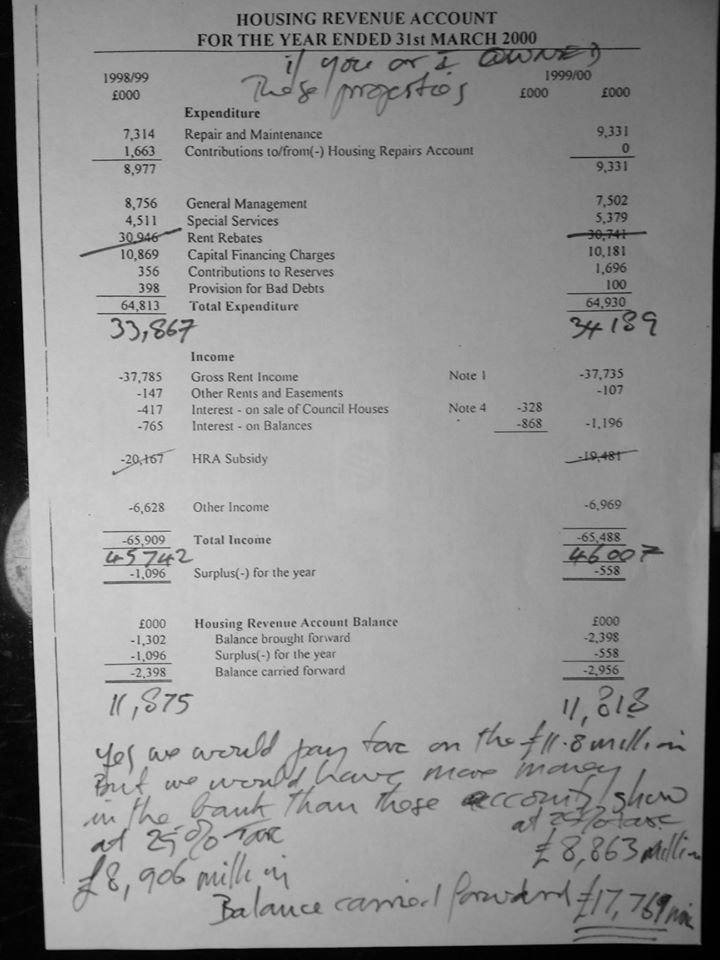 HOUSING REVENUE ACCOUNT
FOR THE YEAR ENDED 31st MARCH 2000
if you or I OWNED
These properties
1998/99 1999/00
£000 £000 £000
Expenditure
7,314 Repair and Maintenance 9,331
1,663 Contributions to/from(-) Housing Repairs Account 0
8,977 9,331
8,756 General Management 7,502
4,511 Special Services 5,379
30,946 Rent Rebates 30,741
10,869 Capital Financing Charges 10,181
356 Contributions to Reserves 1,696
398 Provision for Bad Debts 100
64,813 Total Expenditure 64,930
33,867 34189
Income
-37,785 Gross Rent Income Note 1 -37,735
-147 Other Rents and Easements -107
-417 Interest - on sale of Council Houses Note 4 -328
-765 Interest - on Balances -868 -1,196
-20,167 HRA Subsidy -19,481
-6,628 Other Income -6,969
-65,909 Total Income -65,488
45742 46007
-1,096 Surplus(-) for the year -558
£000 Housing Revenue Account Balance £000
-1,302 Balance brought forward -2,398
-1,096 Surplus(-) for the year -558
-2,398 Balance carried forward -2,956
11,875 11,818
Yes we would pay tax on the £11.8 million
But we would have more money
in the bank than these accounts show
at 25% tax at 25% tax
£8,906 million £8,863 million
Balance carried forward £17,769 mill